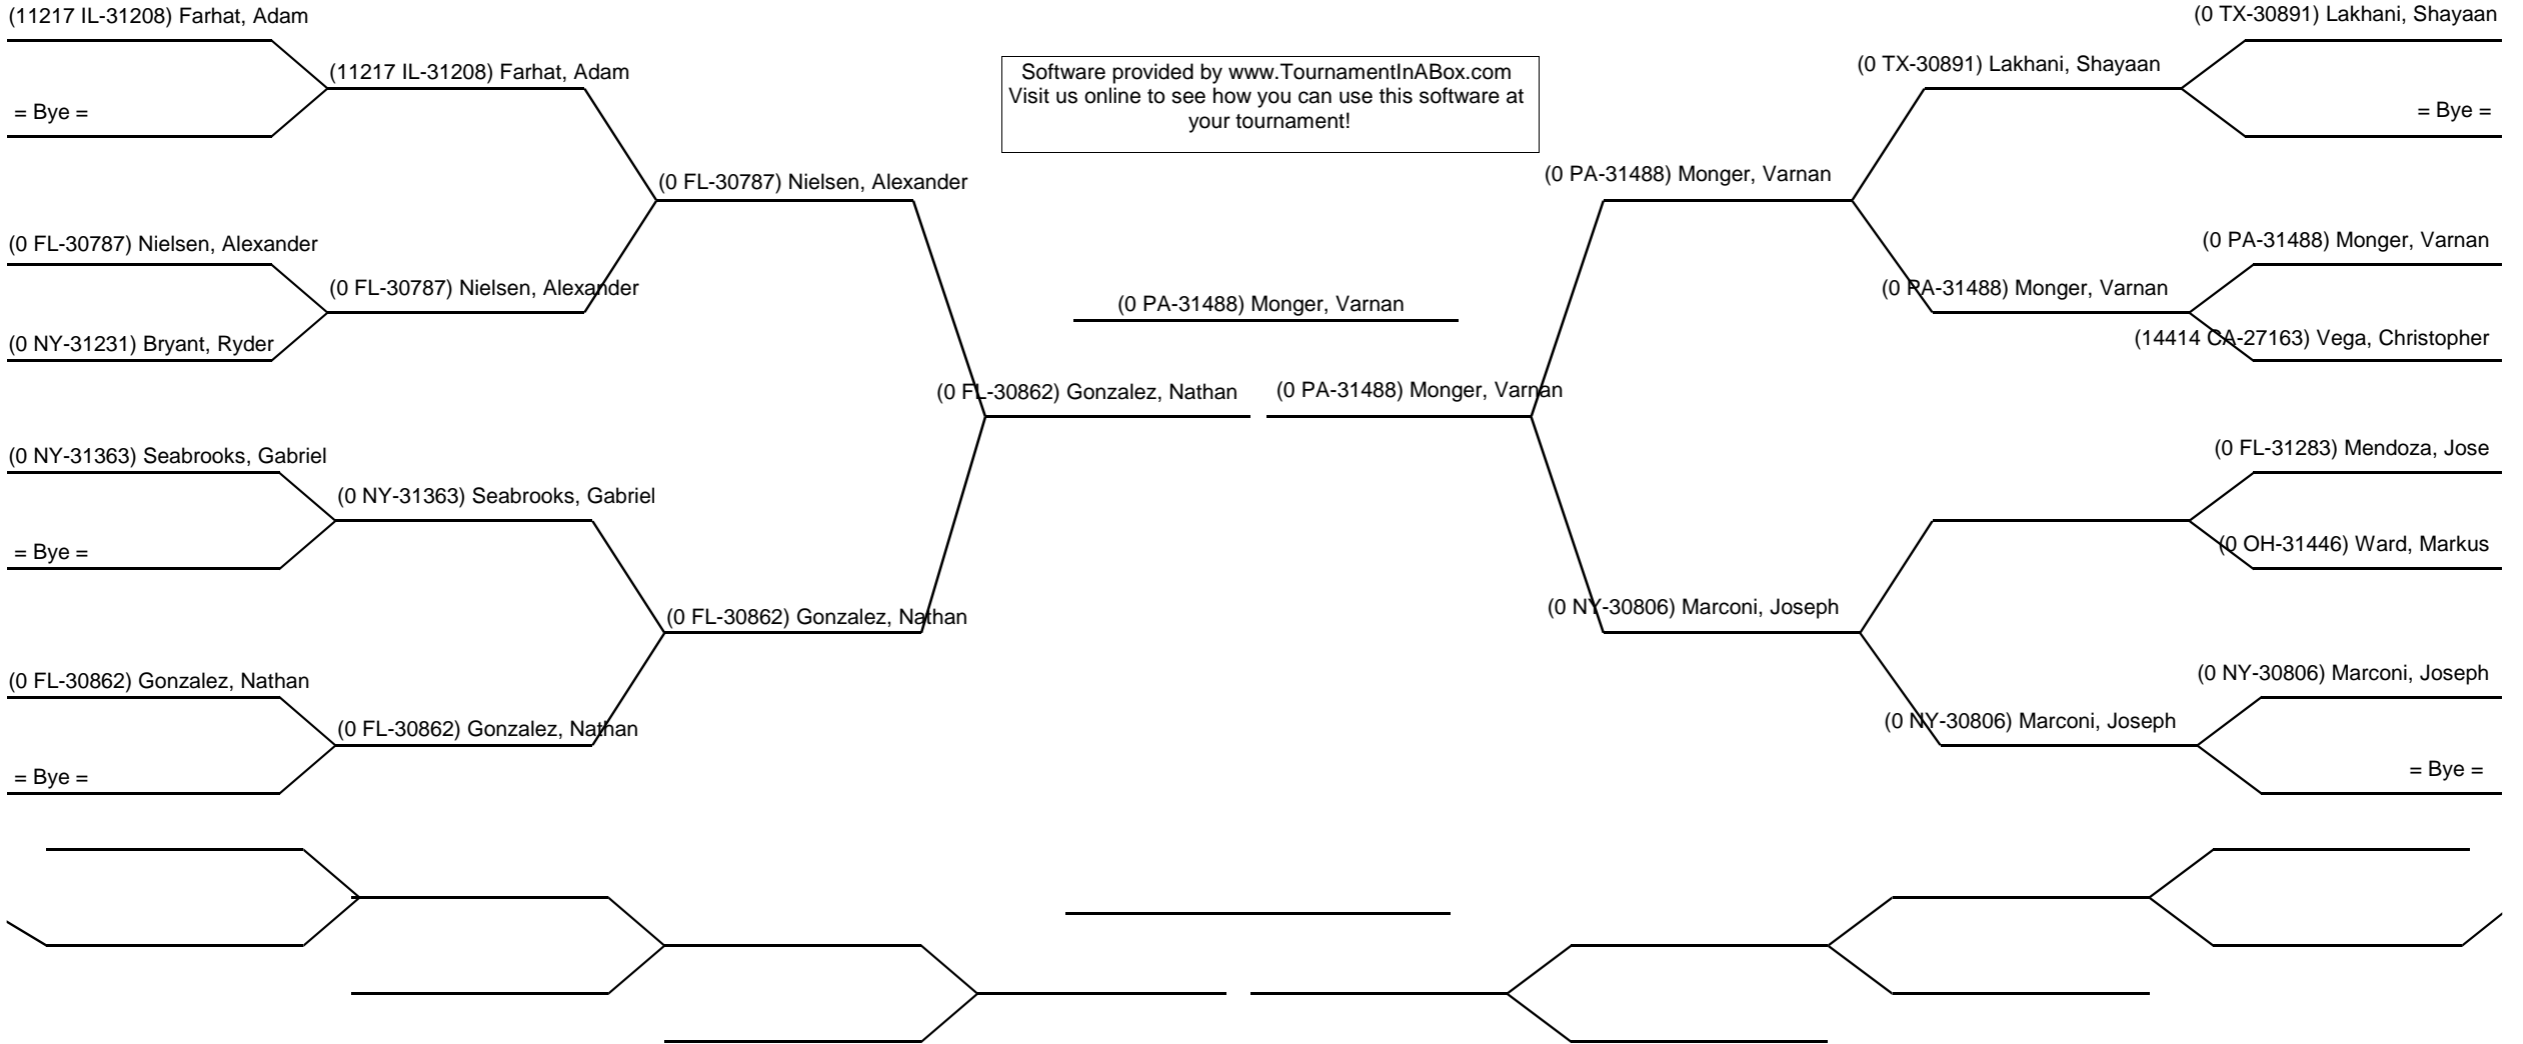 (11217 IL-31208) Farhat, Adam
(11217 IL-31208) Farhat, Adam
= Bye =
(0 FL-30787) Nielsen, Alexander
(0 FL-30787) Nielsen, Alexander
(0 FL-30787) Nielsen, Alexander
(0 NY-31231) Bryant, Ryder
(0 FL-30862) Gonzalez, Nathan
(0 NY-31363) Seabrooks, Gabriel
(0 NY-31363) Seabrooks, Gabriel
= Bye =
(0 FL-30862) Gonzalez, Nathan
(0 FL-30862) Gonzalez, Nathan
(0 FL-30862) Gonzalez, Nathan
= Bye =
Software provided by www.TournamentInABox.com
Visit us online to see how you can use this software at
your tournament!
(0 PA-31488) Monger, Varnan
(0 PA-31488) Monger, Varnan
(0 TX-30891) Lakhani, Shayaan
(0 TX-30891) Lakhani, Shayaan
= Bye =
(0 PA-31488) Monger, Varnan
(0 PA-31488) Monger, Varnan
(0 PA-31488) Monger, Varnan
(14414 CA-27163) Vega, Christopher
(0 FL-31283) Mendoza, Jose
(0 OH-31446) Ward, Markus
(0 NY-30806) Marconi, Joseph
(0 NY-30806) Marconi, Joseph
(0 NY-30806) Marconi, Joseph
= Bye =